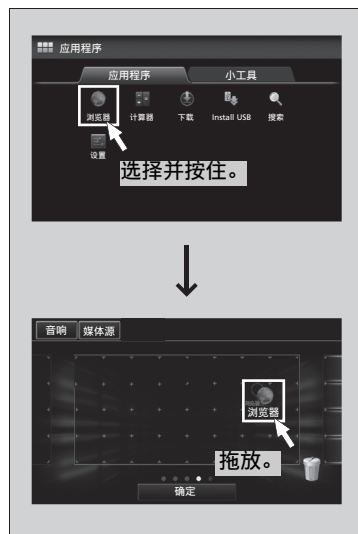 应用程序
应用程序 小工具
浏览器 计算器 下载 Install USB 搜索
设置
选择并按住。
音响 媒体源
浏览器
拖放。
确定